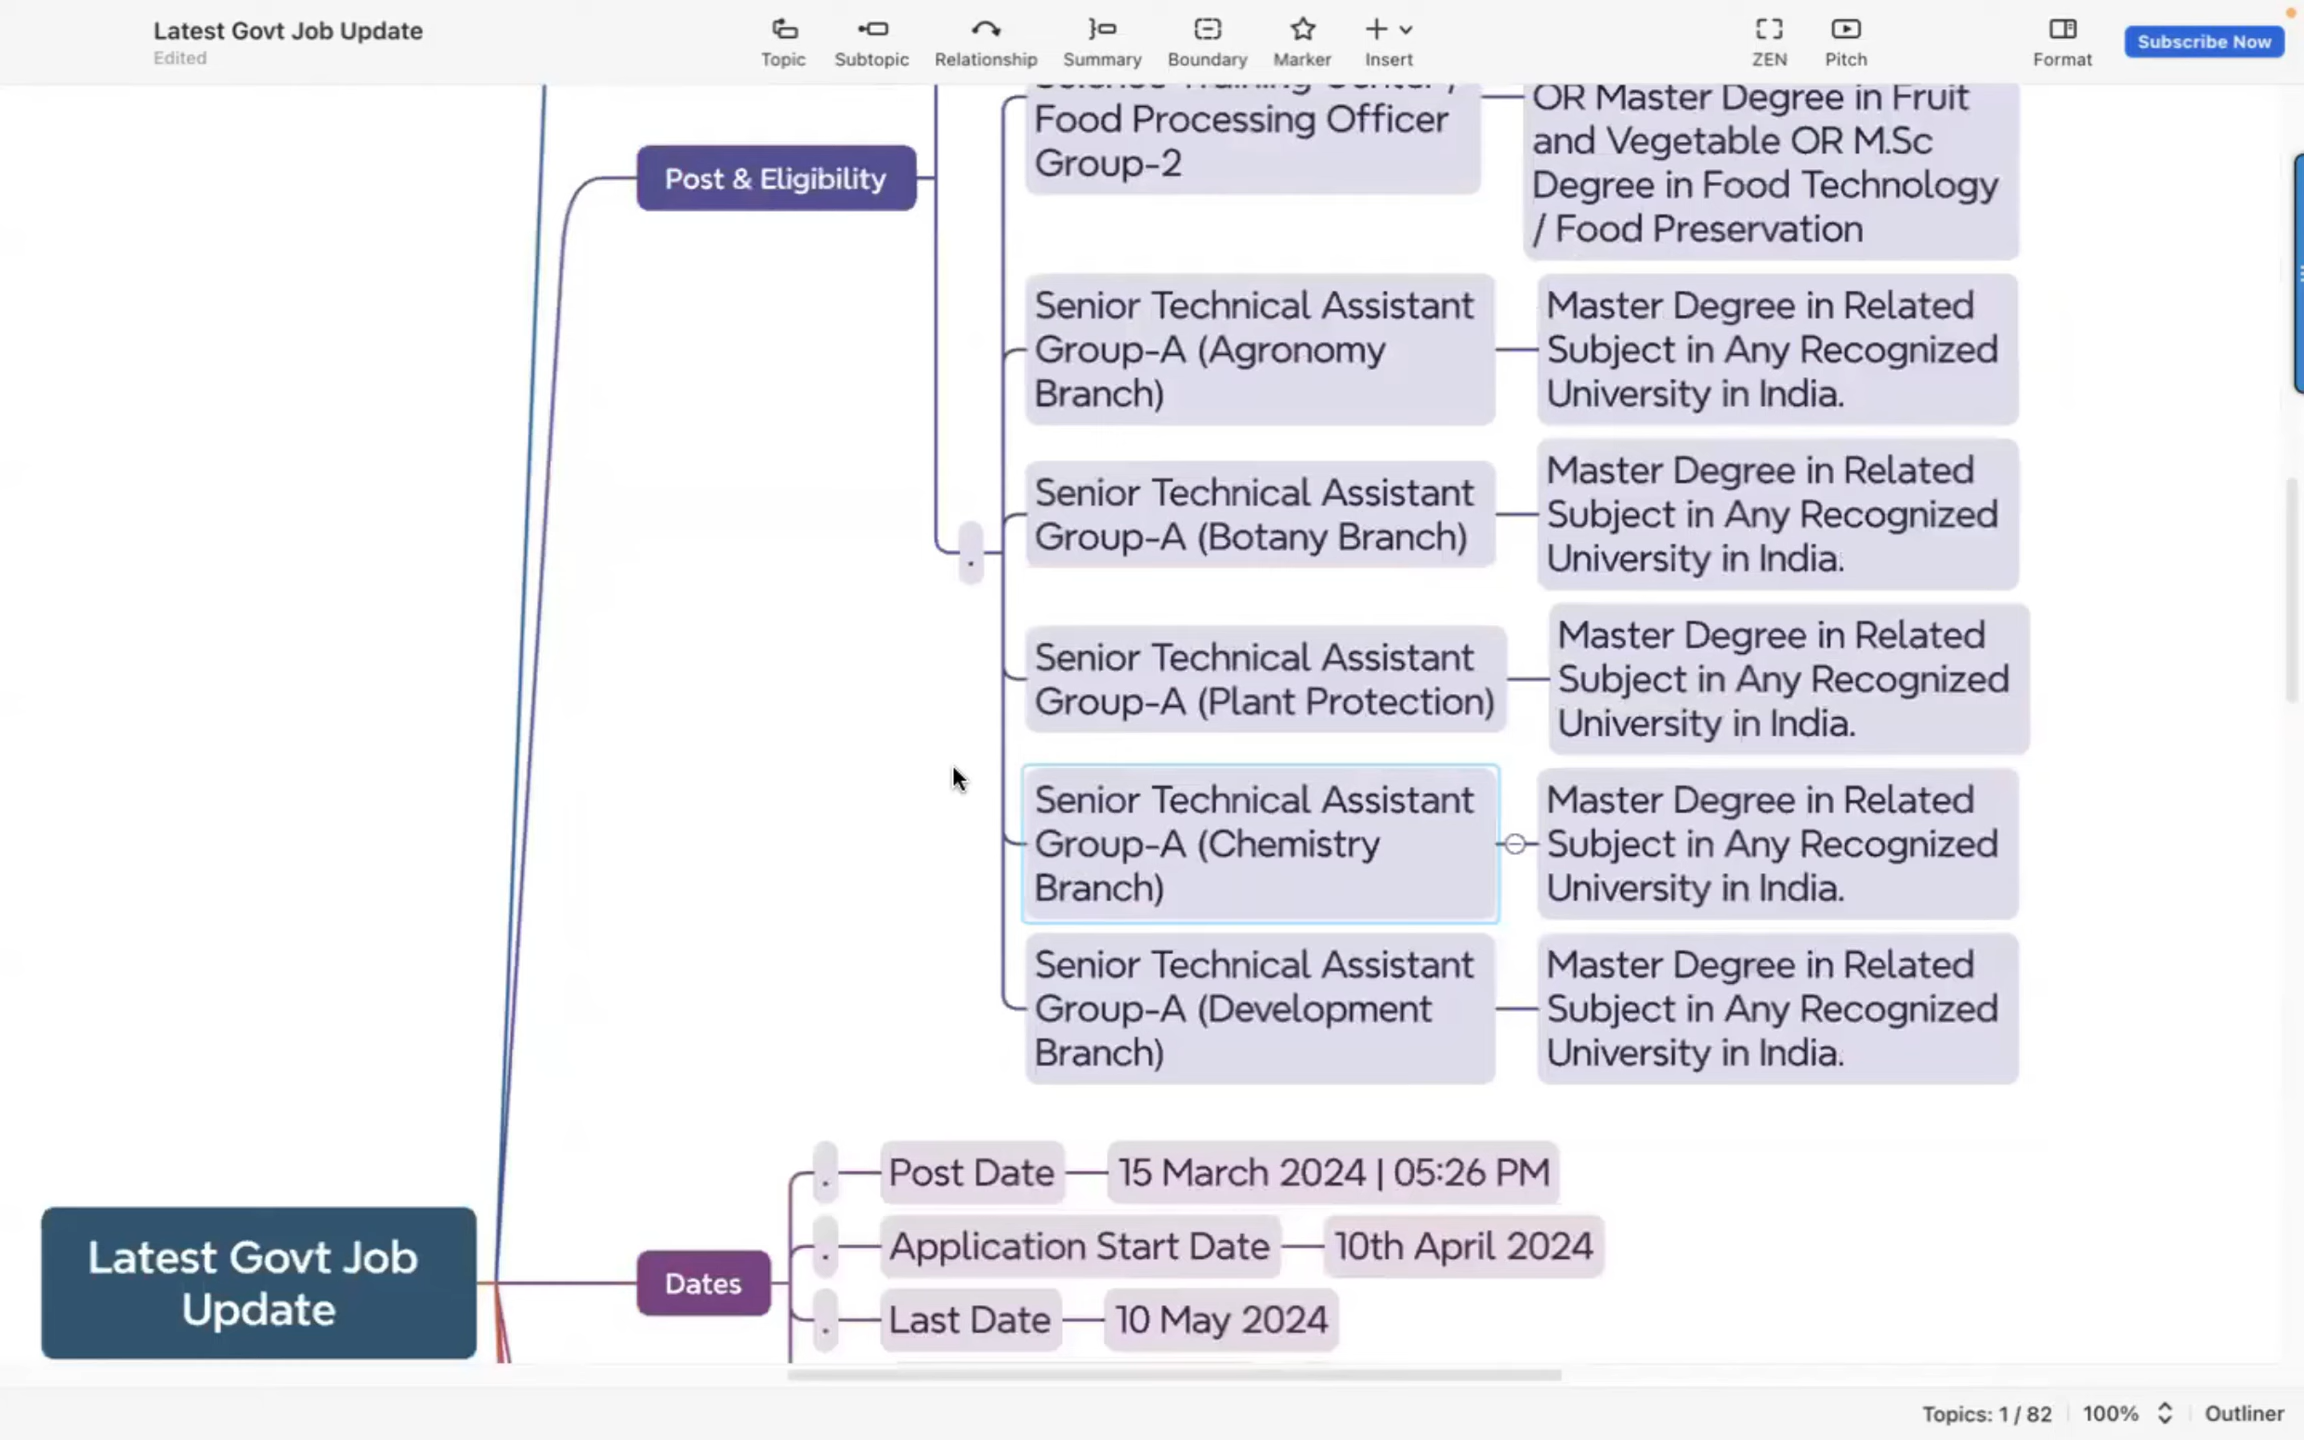 Latest Govt Job Update
Edited
Topic
Subtopic
Relationship
Summary
Boundary
Marker
Insert
ZEN
Pitch
Format
Subscribe Now
Post & Eligibility
Science Training Center /
Food Processing Officer
Group-2
OR Master Degree in Fruit
and Vegetable OR M.Sc
Degree in Food Technology
/ Food Preservation
Senior Technical Assistant
Group-A (Agronomy
Branch)
Master Degree in Related
Subject in Any Recognized
University in India.
Senior Technical Assistant
Group-A (Botany Branch)
Master Degree in Related
Subject in Any Recognized
University in India.
.
Senior Technical Assistant
Group-A (Plant Protection)
Master Degree in Related
Subject in Any Recognized
University in India.
Senior Technical Assistant
Group-A (Chemistry
Branch)
Master Degree in Related
Subject in Any Recognized
University in India.
Senior Technical Assistant
Group-A (Development
Branch)
Master Degree in Related
Subject in Any Recognized
University in India.
Latest Govt Job
Update
Dates
. Post Date 15 March 2024 | 05:26 PM
. Application Start Date 10th April 2024
. Last Date 10 May 2024
Topics: 1 / 82
100%
Outliner